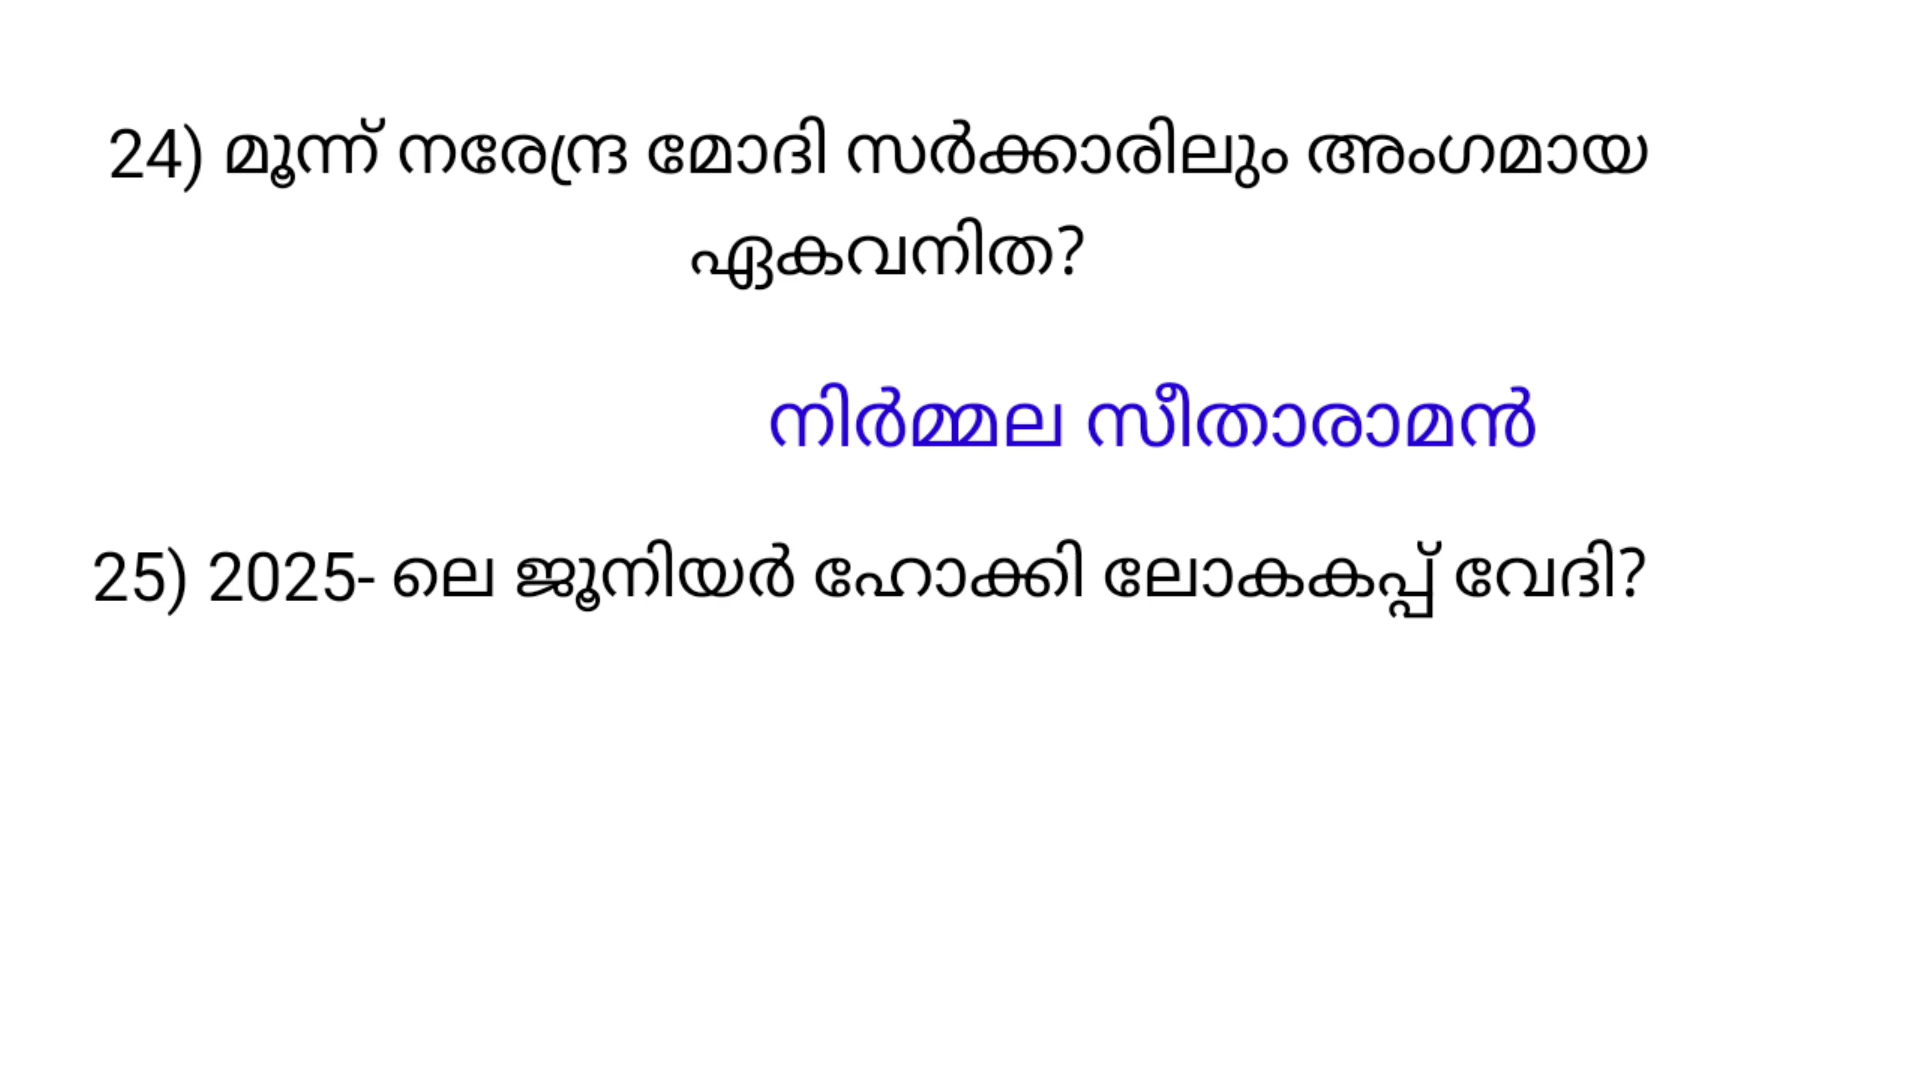 24) മൂന്ന് നരേന്ദ്ര മോദി സർക്കാരിലും അംഗമായ
ഏകവനിത?
നിർമ്മല സീതാരാമൻ
25) 2025- ലെ ജൂനിയർ ഹോക്കി ലോകകപ്പ് വേദി?